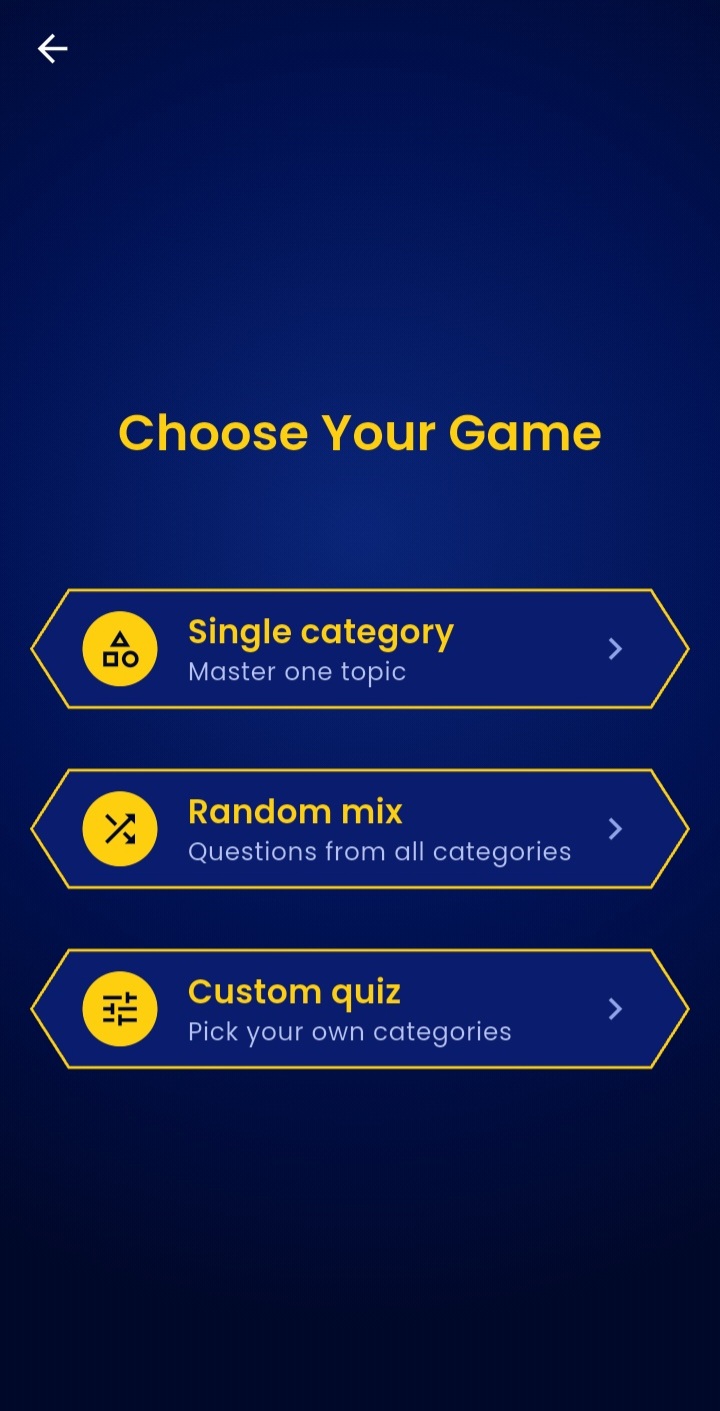 Choose Your Game
Single category
Master one topic
Random mix
Questions from all categories
Custom quiz
Pick your own categories